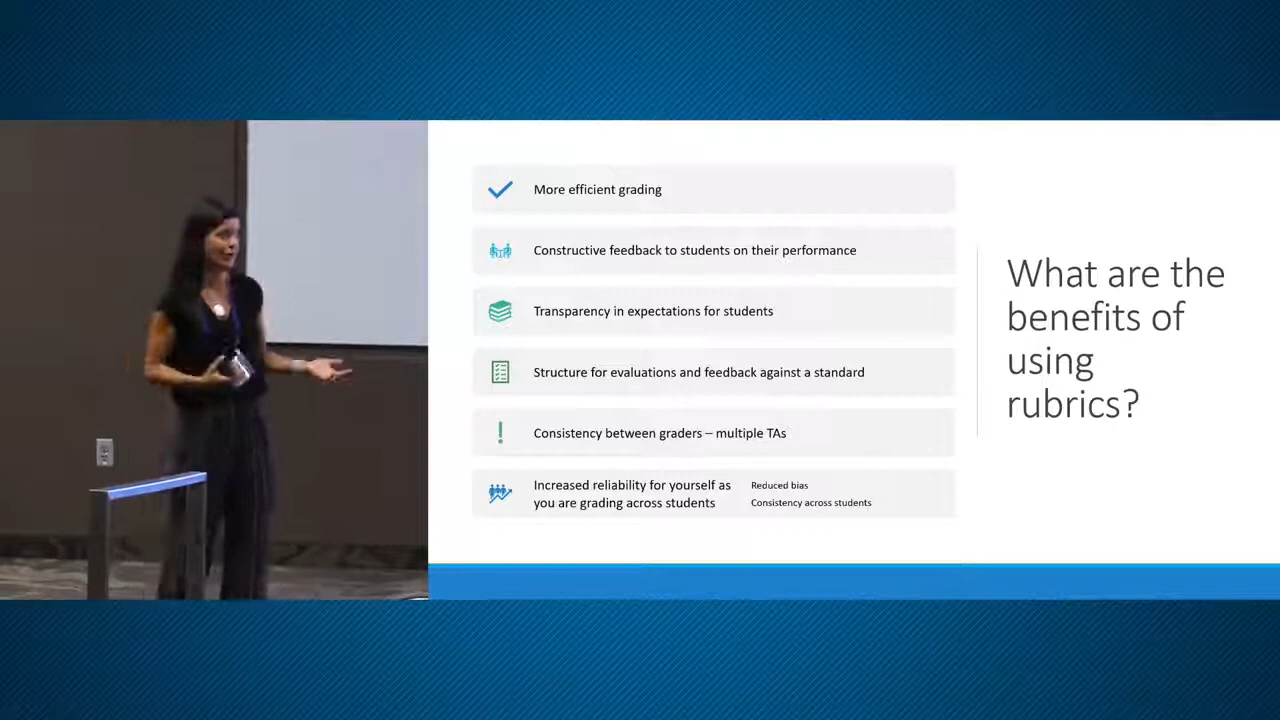 More efficient grading
Constructive feedback to students on their performance
Transparency in expectations for students
Structure for evaluations and feedback against a standard
Consistency between graders – multiple TAs
Increased reliability for yourself as
you are grading across students
Reduced bias
Consistency across students
What are the
benefits of
using
rubrics?